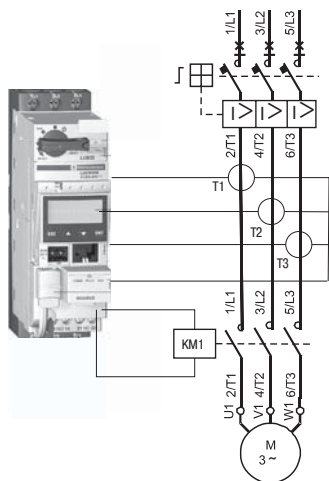 1/L1 3/L2 5/L3
I> I> I>
2/T1 4/T2 6/T3
T1
T2
T3
1/L1 3/L2 5/L3
KM1
2/T1 4/T2 6/T3
U1 V1 W1
M
3 ~